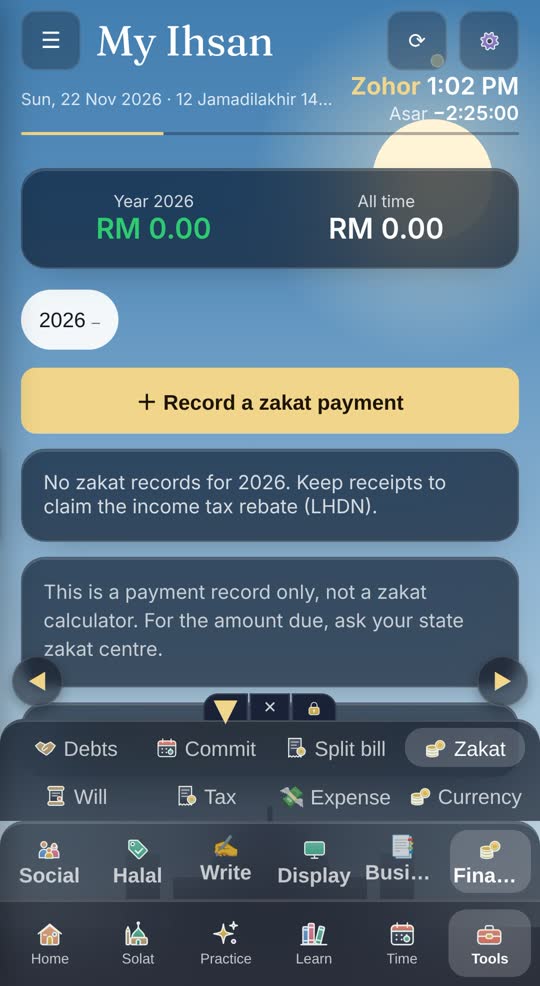 My Ihsan
Sun, 22 Nov 2026 · 12 Jamadilakhir 14...
Zohor 1:02 PM
Asar −2:25:00
Year 2026
RM 0.00
All time
RM 0.00
2026 –
+ Record a zakat payment
No zakat records for 2026. Keep receipts to
claim the income tax rebate (LHDN).
This is a payment record only, not a zakat
calculator. For the amount due, ask your state
zakat centre.
Debts Commit Split bill Zakat
Will Tax Expense Currency
Social Halal Write Display Busi... Fina...
Home Solat Practice Learn Time Tools